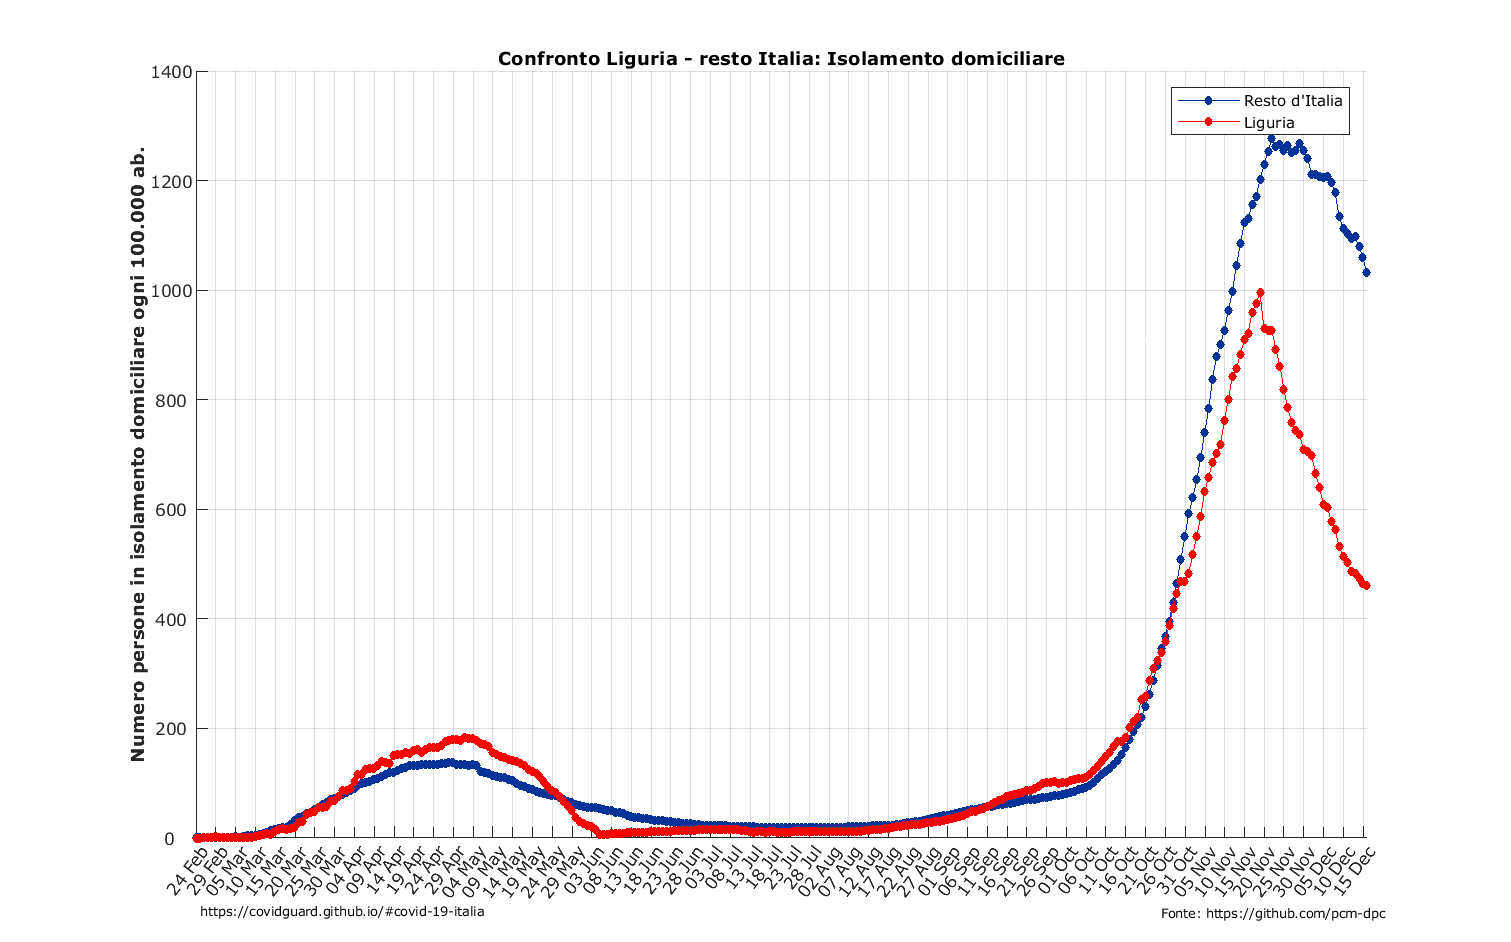 Confronto Liguria - resto Italia: Isolamento domiciliare
Resto d'Italia
Liguria
Numero persone in isolamento domiciliare ogni 100.000 ab.
1400
1200
1000
800
600
400
200
0
24 Feb
29 Feb
05 Mar
10 Mar
15 Mar
20 Mar
25 Mar
30 Mar
04 Apr
09 Apr
14 Apr
19 Apr
24 Apr
29 Apr
04 May
09 May
14 May
19 May
24 May
29 May
03 Jun
08 Jun
13 Jun
18 Jun
23 Jun
28 Jun
03 Jul
08 Jul
13 Jul
18 Jul
23 Jul
28 Jul
02 Aug
07 Aug
12 Aug
17 Aug
22 Aug
27 Aug
01 Sep
06 Sep
11 Sep
16 Sep
21 Sep
26 Sep
01 Oct
06 Oct
11 Oct
16 Oct
21 Oct
26 Oct
31 Oct
05 Nov
10 Nov
15 Nov
20 Nov
25 Nov
30 Nov
05 Dec
10 Dec
15 Dec
https://covidguard.github.io/#covid-19-italia
Fonte: https://github.com/pcm-dpc